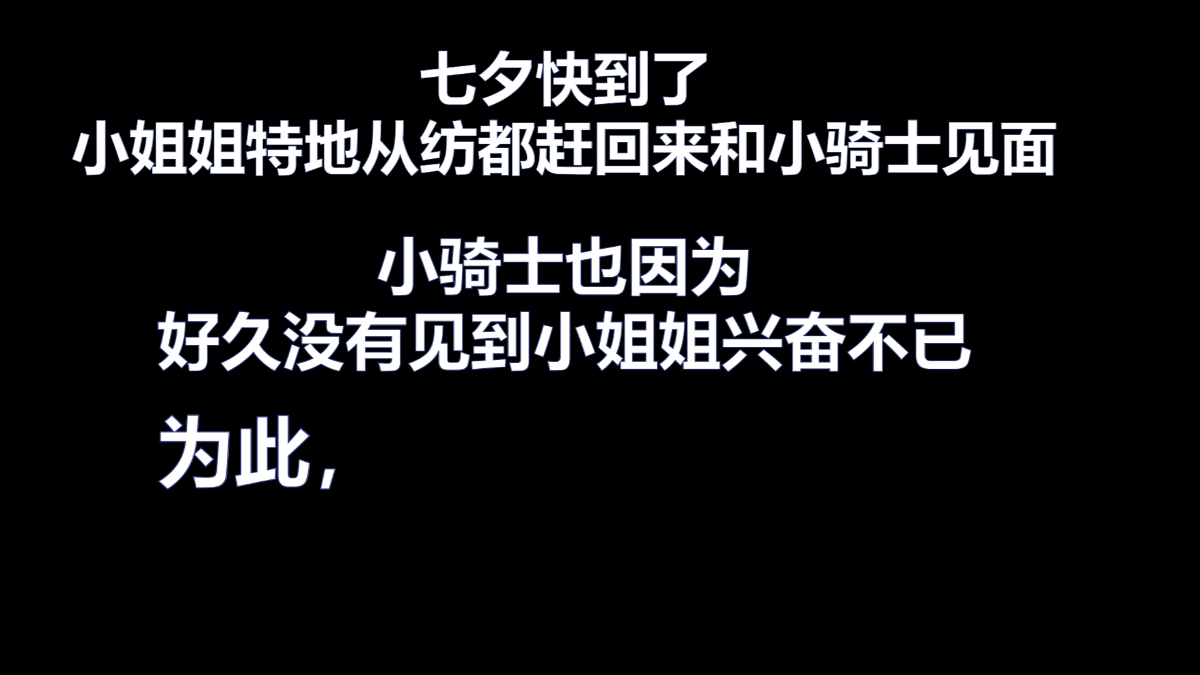 七夕快到了
小姐姐特地从纺都赶回来和小骑士见面
小骑士也因为
好久没有见到小姐姐兴奋不已
为此，